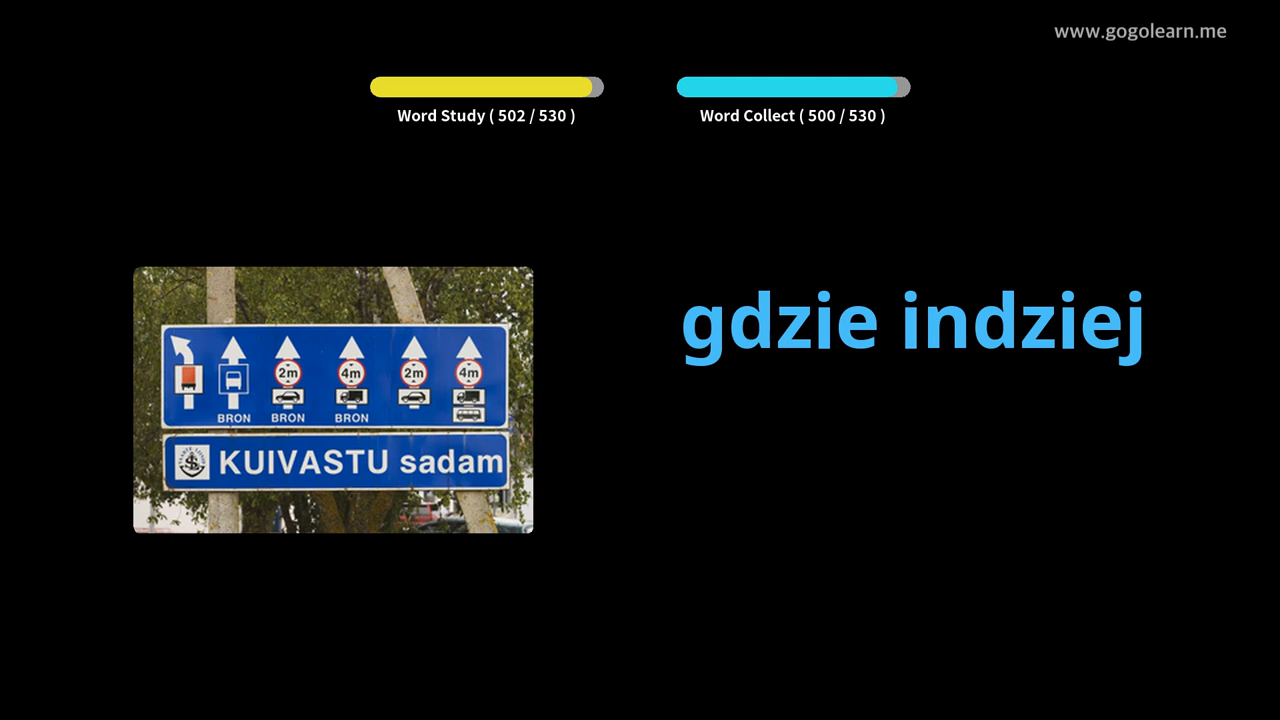 www.gogolearn.me
Word Study ( 502 / 530 )
Word Collect ( 500 / 530 )
gdzie indziej
2m 4m 2m 4m
BRON BRON BRON
KUIVASTU sadam